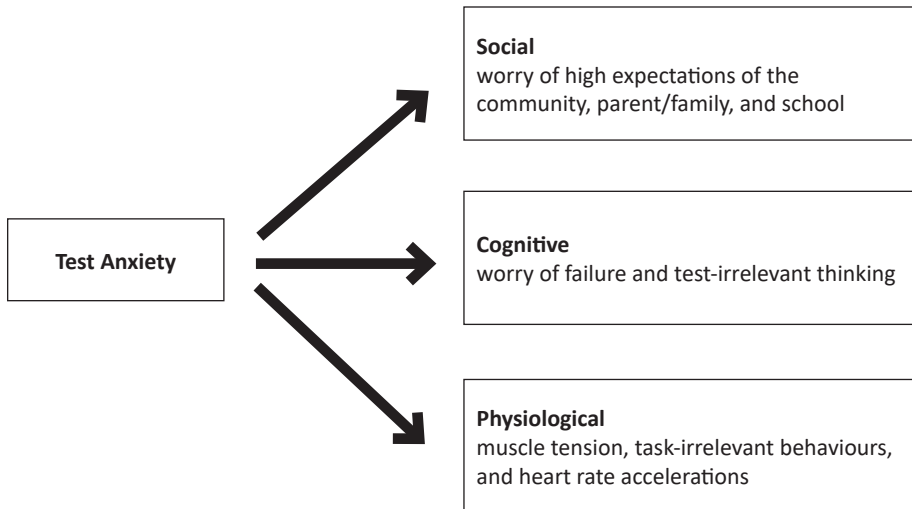 Social
worry of high expectations of the
community, parent/family, and school
Test Anxiety
Cognitive
worry of failure and test-irrelevant thinking
Physiological
muscle tension, task-irrelevant behaviours,
and heart rate accelerations